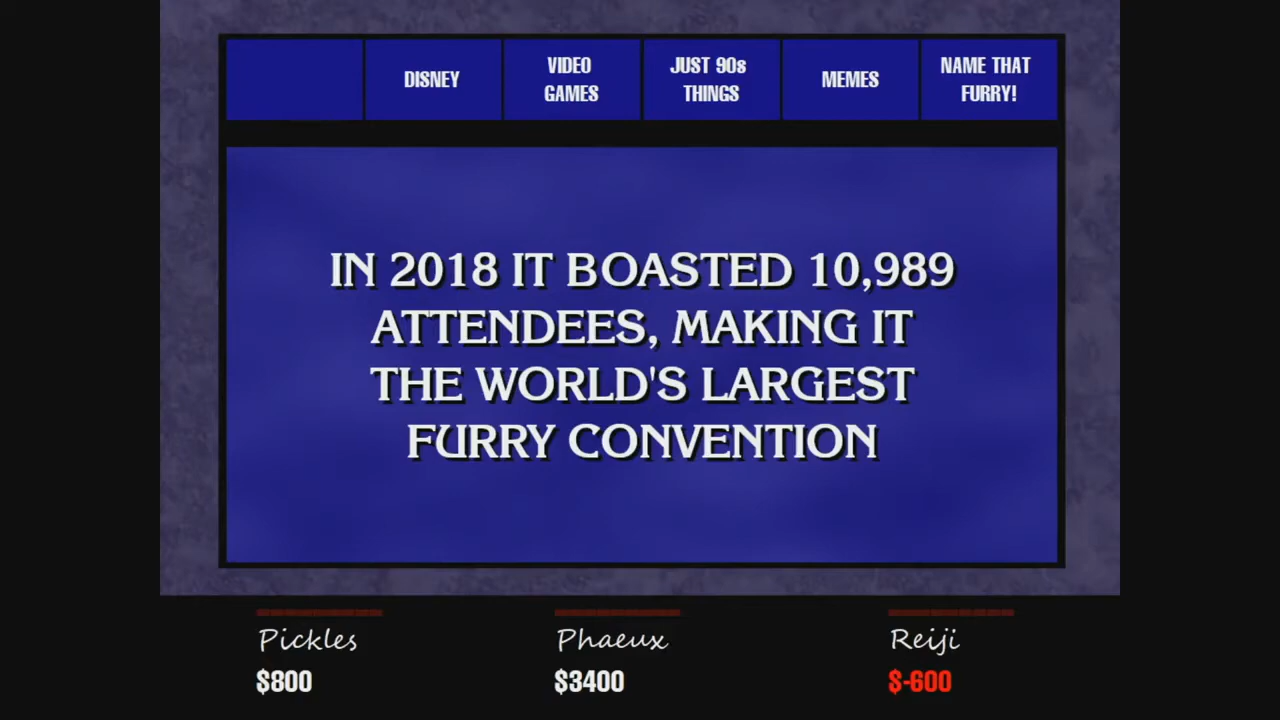 DISNEY
VIDEO
GAMES
JUST 90s
THINGS
MEMES
NAME THAT
FURRY!
IN 2018 IT BOASTED 10,989
ATTENDEES, MAKING IT
THE WORLD'S LARGEST
FURRY CONVENTION
Pickles
$800
Phaeux
$3400
Reiji
$-600